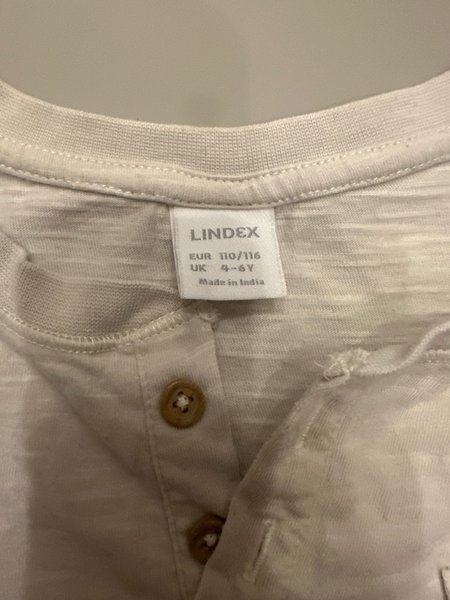 LINDEX
EUR 110/116
UK 4-6Y
Made in India